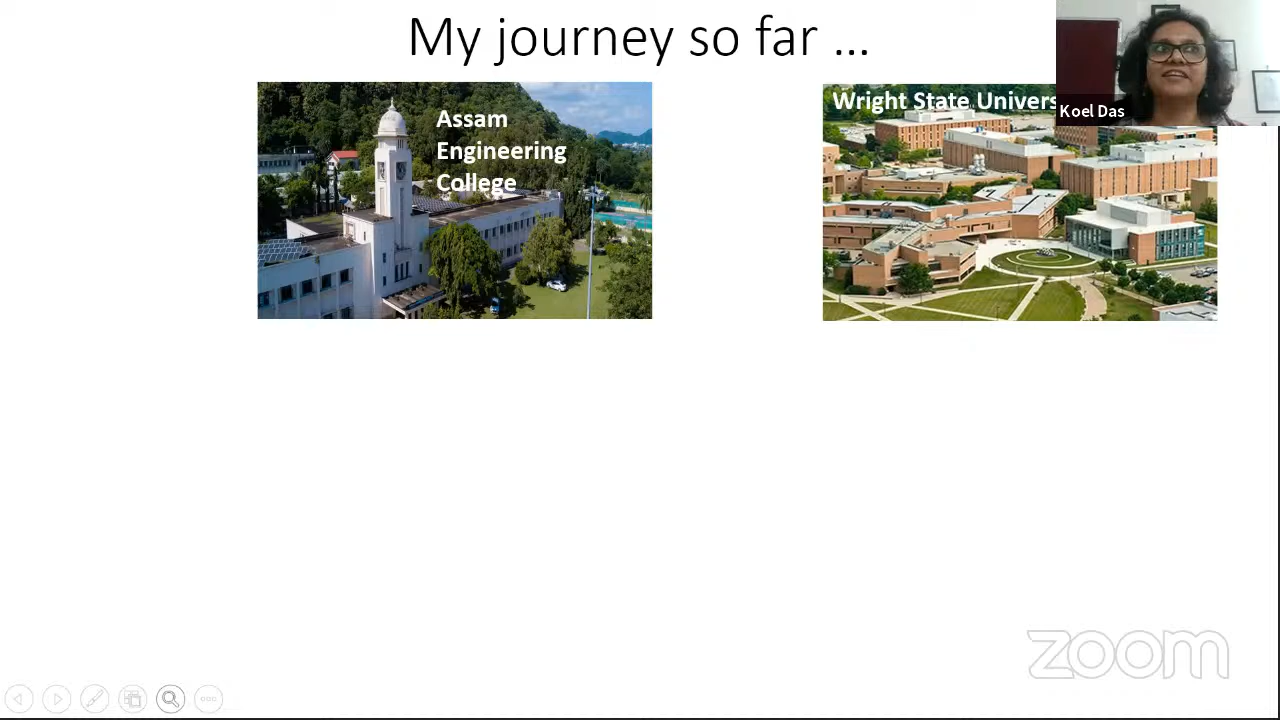 My journey so far ...
Assam
Engineering
College
Wright State Univers
Koel Das
zoom